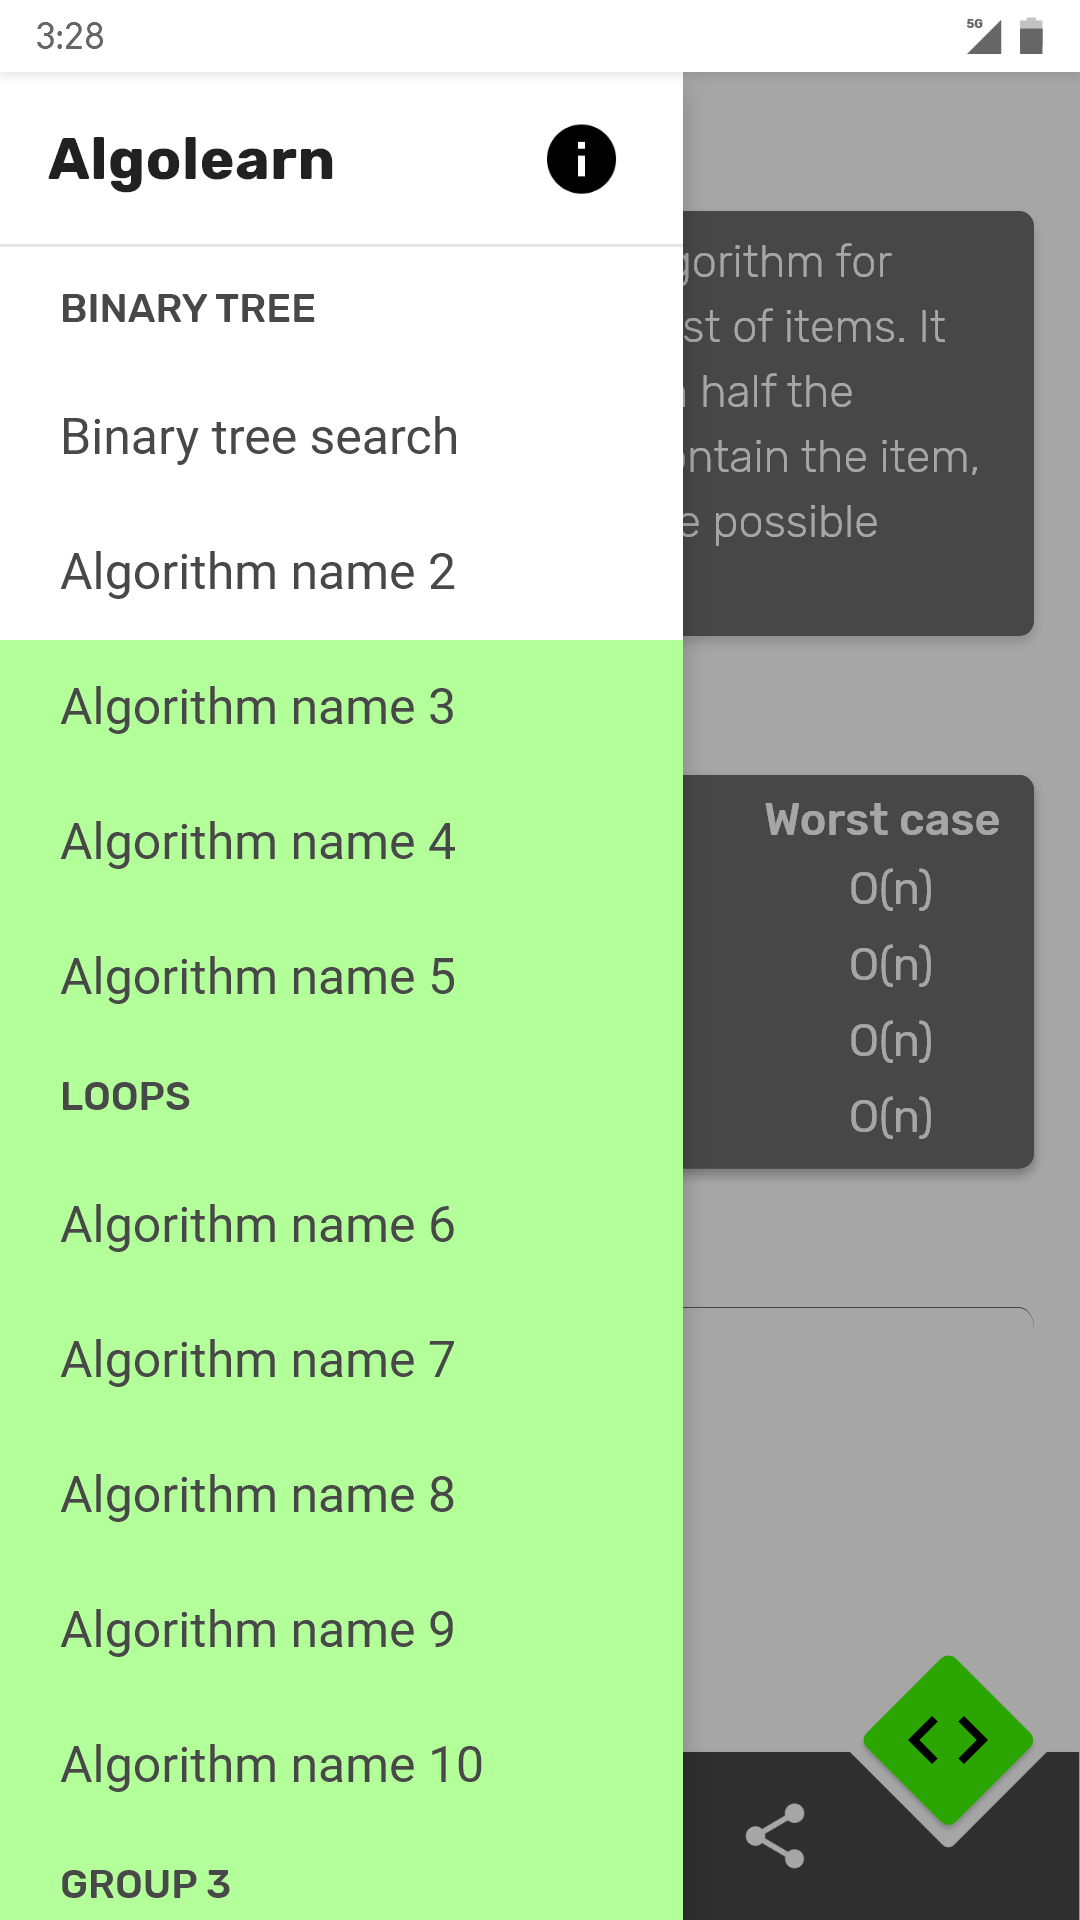 3:28
5G
Algolearn
BINARY TREE
Binary tree search
Algorithm name 2
Algorithm name 3
Algorithm name 4
Algorithm name 5
LOOPS
Algorithm name 6
Algorithm name 7
Algorithm name 8
Algorithm name 9
Algorithm name 10
GROUP 3
gorithm for
st of items. It
half the
ntain the item,
e possible
Worst case
O(n)
O(n)
O(n)
O(n)